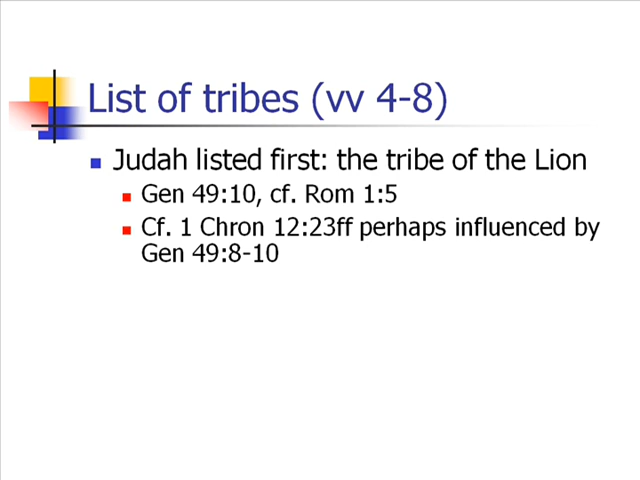 List of tribes (vv 4-8)
Judah listed first: the tribe of the Lion
Gen 49:10, cf. Rom 1:5
Cf. 1 Chron 12:23ff perhaps influenced by
Gen 49:8-10